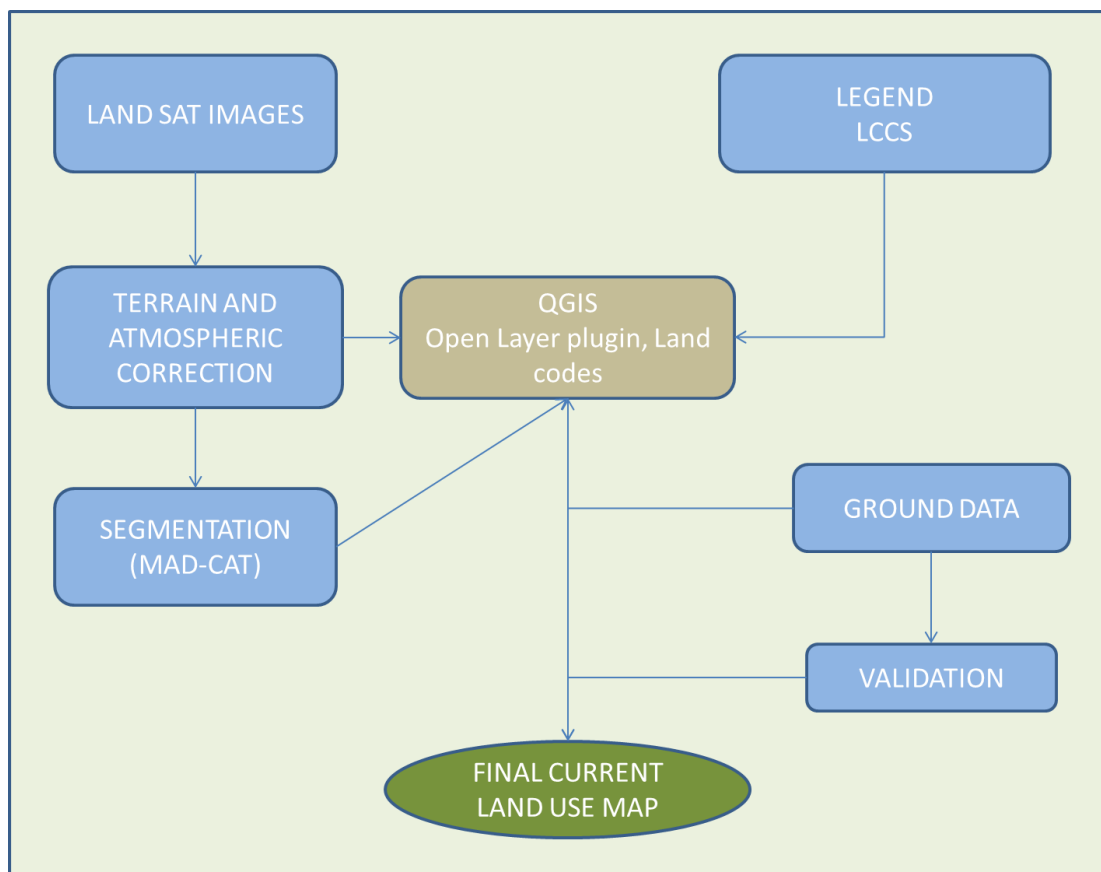 LAND SAT IMAGES
LEGEND
LCCS
TERRAIN AND
ATMOSPHERIC
CORRECTION
QGIS
Open Layer plugin, Land
codes
SEGMENTATION
(MAD-CAT)
GROUND DATA
VALIDATION
FINAL CURRENT
LAND USE MAP